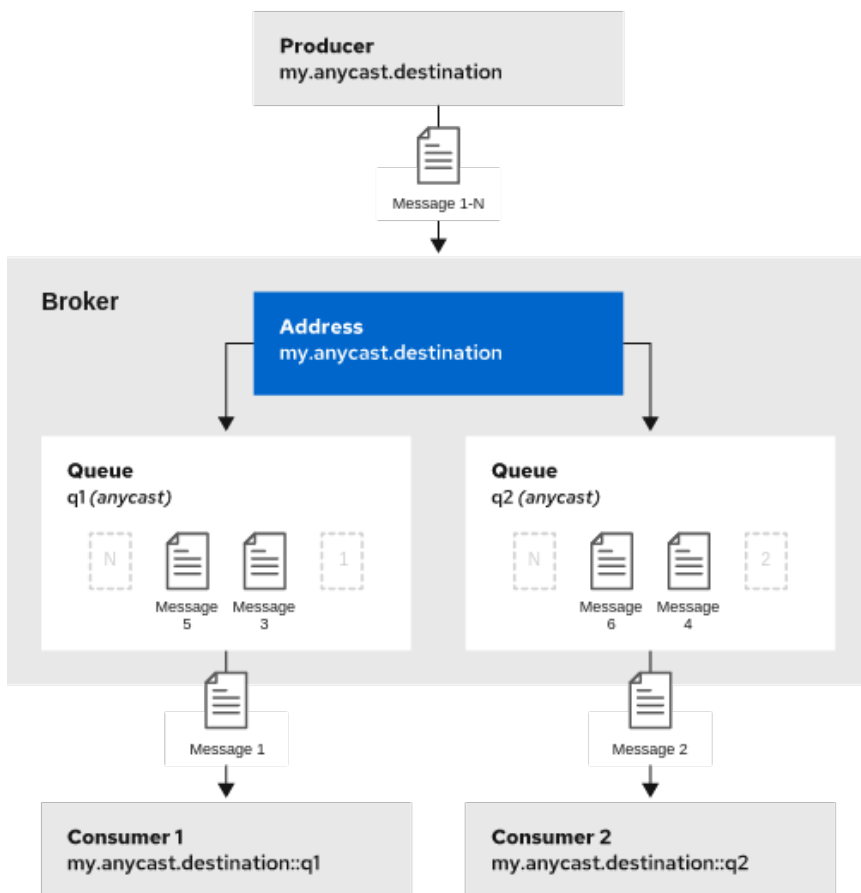 Producer
my.anycast.destination
Message 1-N
Broker
Address
my.anycast.destination
Queue
q1 (anycast)
N
1
Message
5
Message
3
Queue
q2 (anycast)
N
2
Message
6
Message
4
Message 1
Message 2
Consumer 1
my.anycast.destination::q1
Consumer 2
my.anycast.destination::q2